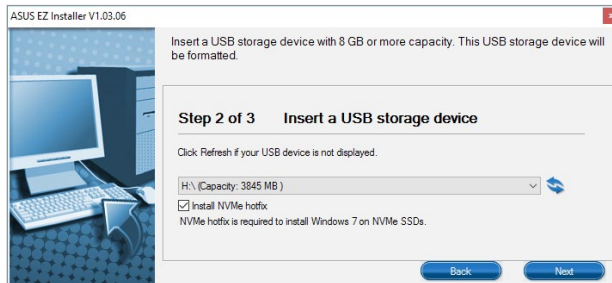 ASUS EZ Installer V1.03.06
Insert a USB storage device with 8 GB or more capacity. This USB storage device will
be formatted.
Step 2 of 3 Insert a USB storage device
Click Refresh if your USB device is not displayed.
H:\ (Capacity: 3845 MB )
Install NVMe hotfix
NVMe hotfix is required to install Windows 7 on NVMe SSDs.
Back Next